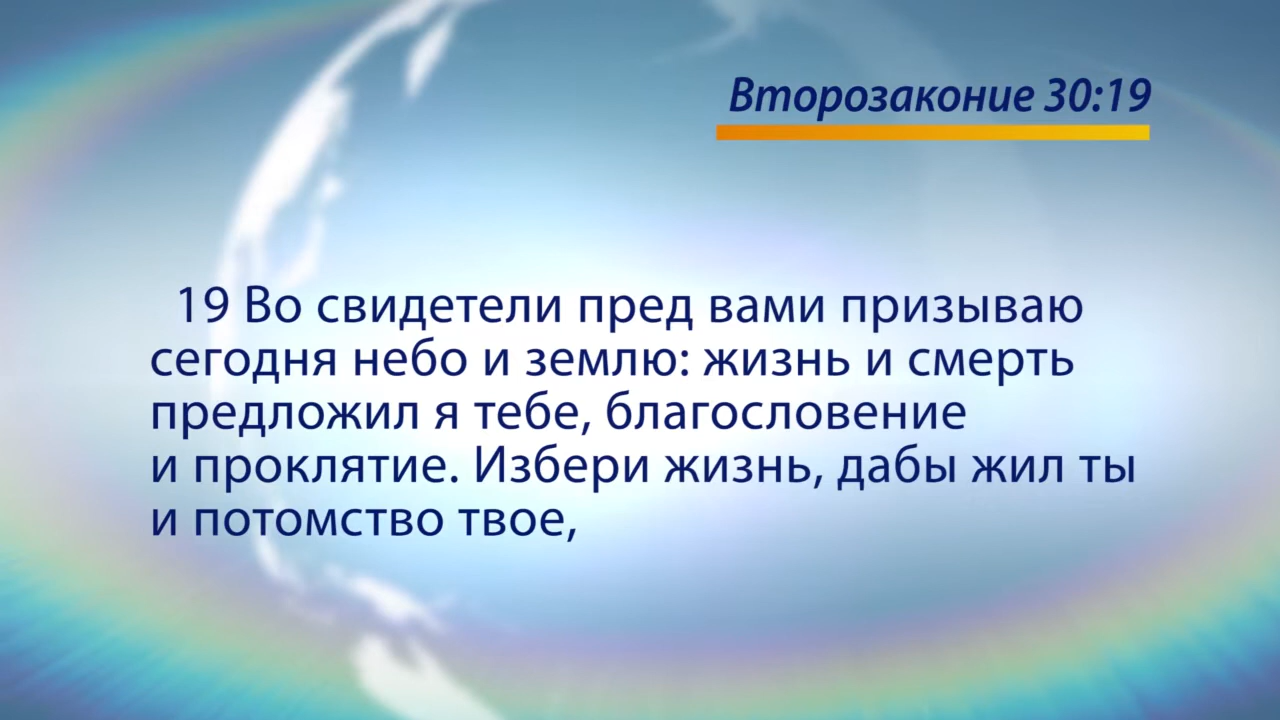 Второзаконие 30:19
19 Во свидетели пред вами призываю
сегодня небо и землю: жизнь и смерть
предложил я тебе, благословение
и проклятие. Избери жизнь, дабы жил ты
и потомство твое,